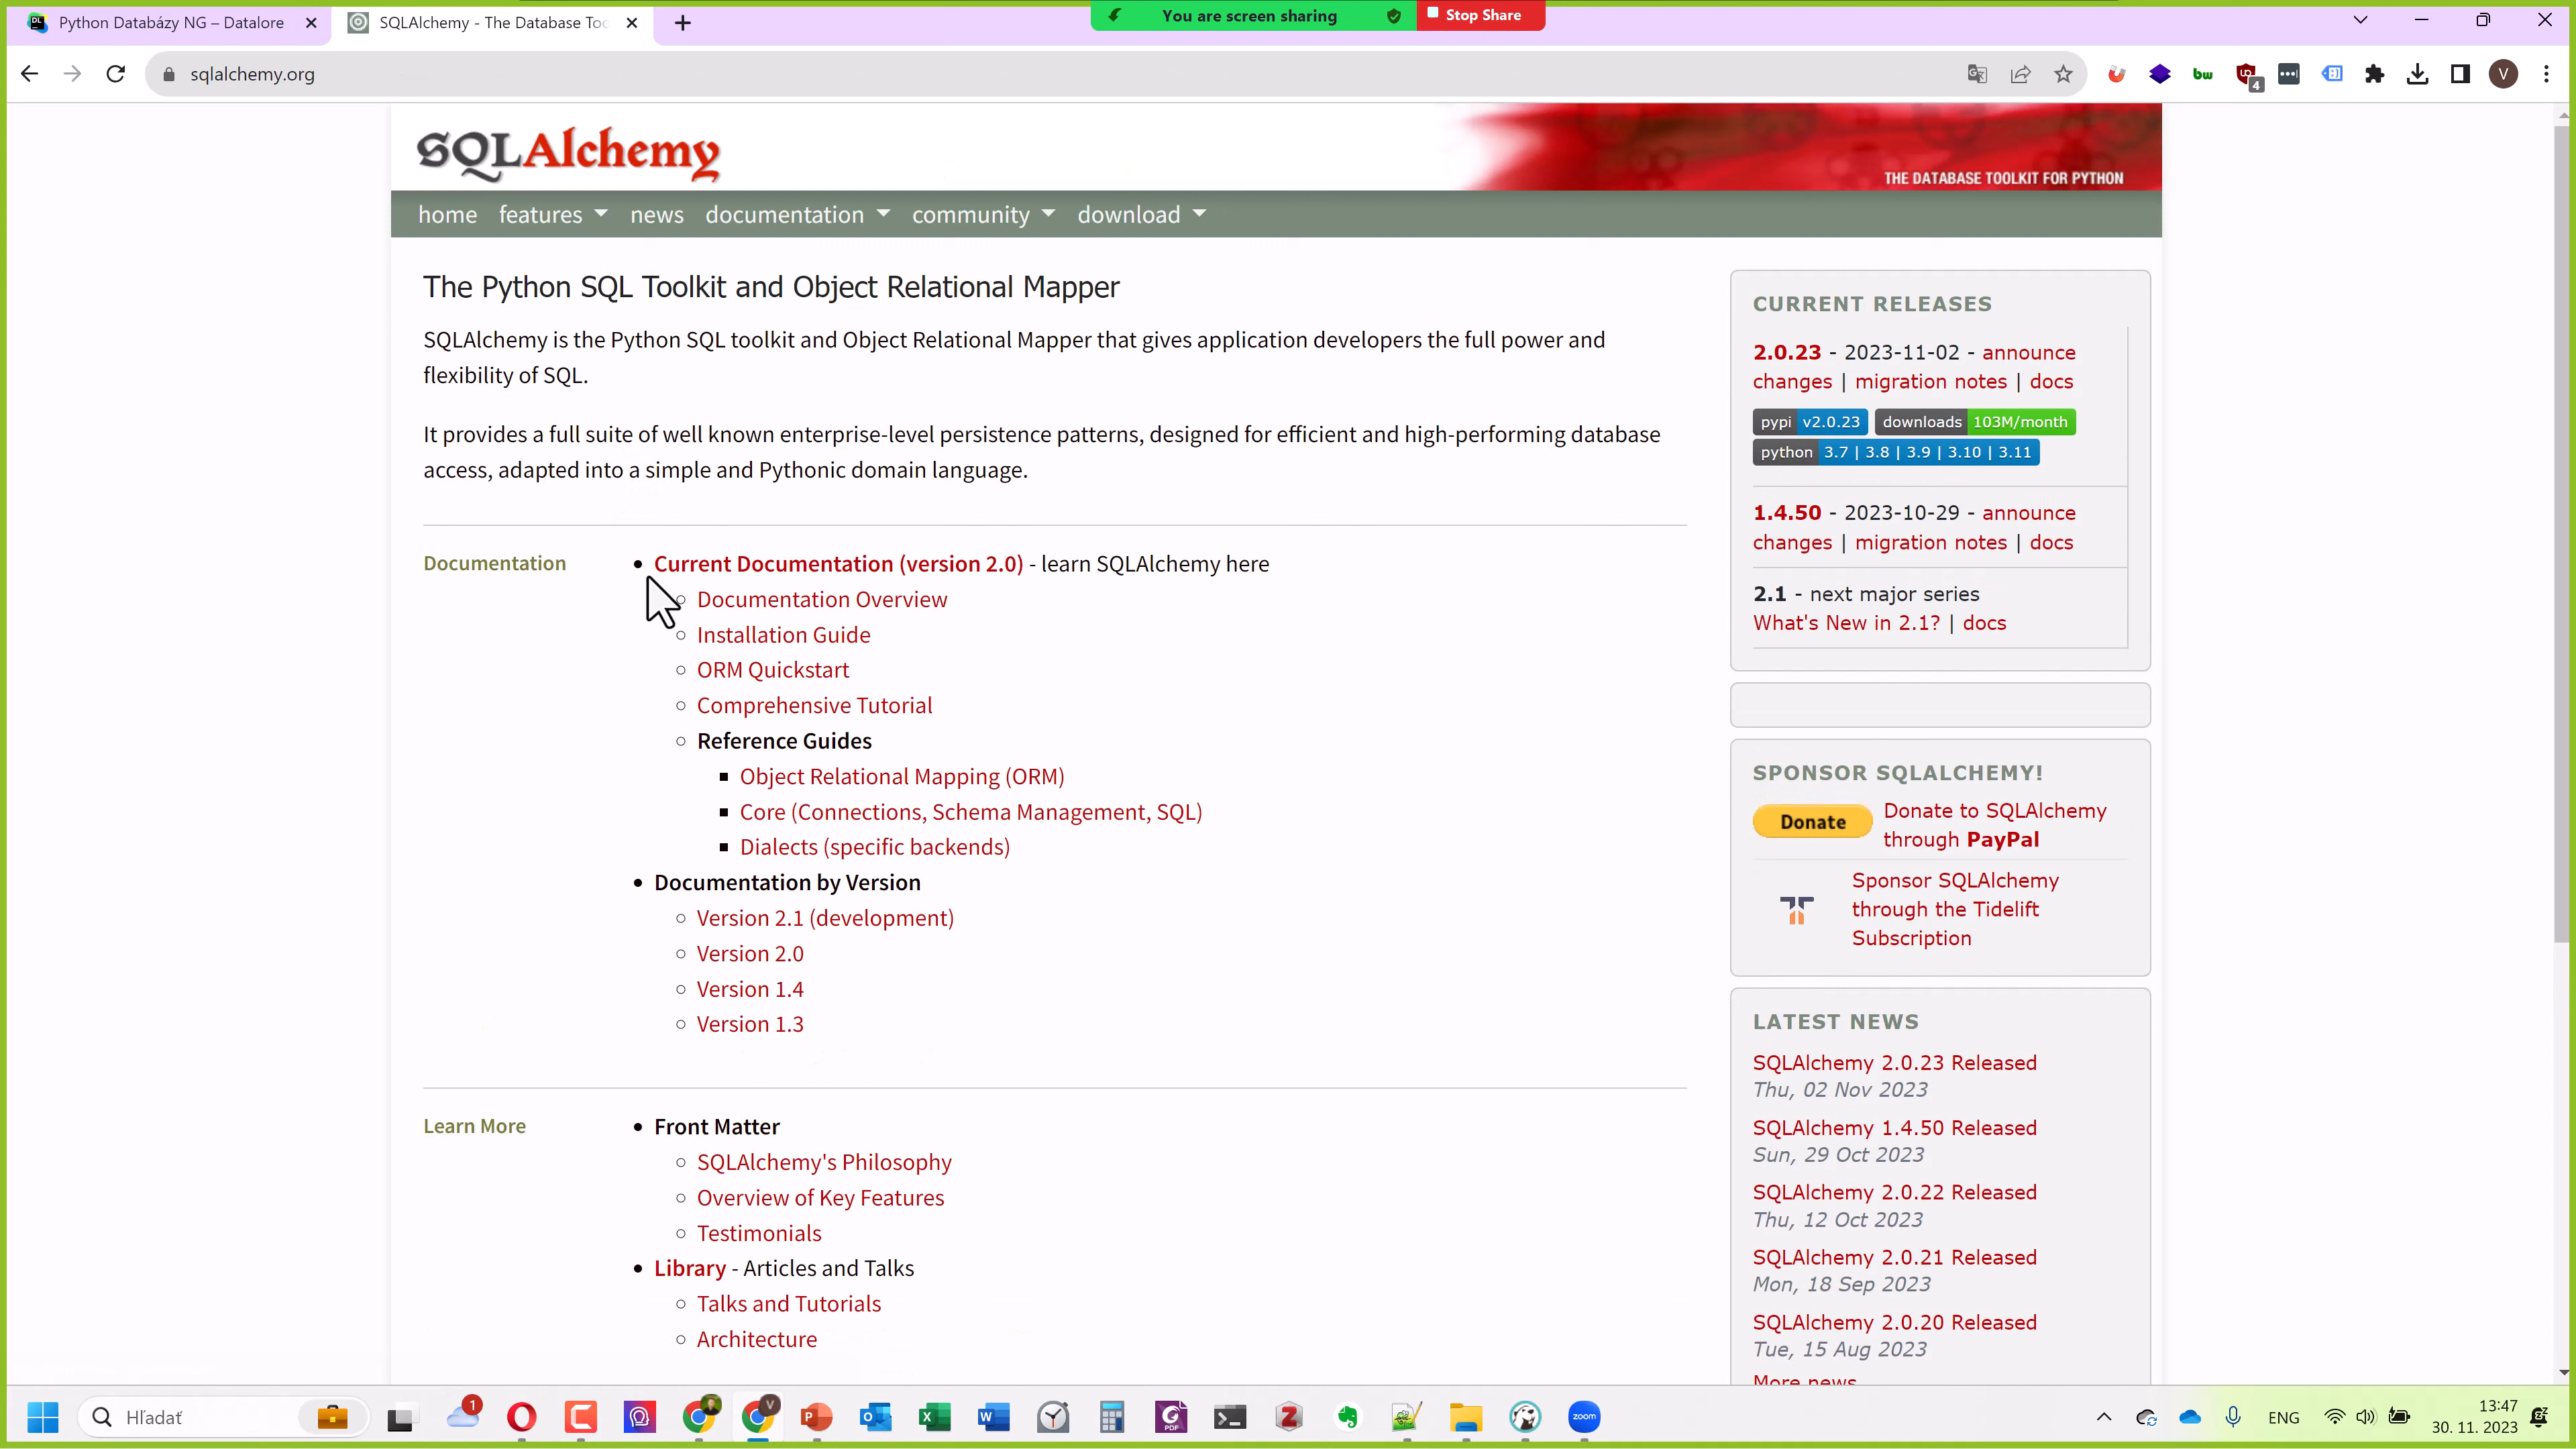 Python Databázy NG – Datalore
SQLAlchemy - The Database Too
You are screen sharing
Stop Share
sqlalchemy.org
4
V
SQLAlchemy
THE DATABASE TOOLKIT FOR PYTHON
home features news documentation community download
The Python SQL Toolkit and Object Relational Mapper
SQLAlchemy is the Python SQL toolkit and Object Relational Mapper that gives application developers the full power and
flexibility of SQL.
It provides a full suite of well known enterprise-level persistence patterns, designed for efficient and high-performing database
access, adapted into a simple and Pythonic domain language.
Documentation
Current Documentation (version 2.0) - learn SQLAlchemy here
Documentation Overview
Installation Guide
ORM Quickstart
Comprehensive Tutorial
Reference Guides
Object Relational Mapping (ORM)
Core (Connections, Schema Management, SQL)
Dialects (specific backends)
Documentation by Version
Version 2.1 (development)
Version 2.0
Version 1.4
Version 1.3
Learn More
Front Matter
SQLAlchemy's Philosophy
Overview of Key Features
Testimonials
Library - Articles and Talks
Talks and Tutorials
Architecture
CURRENT RELEASES
2.0.23 - 2023-11-02 - announce
changes | migration notes | docs
pypi v2.0.23 downloads 103M/month
python 3.7 | 3.8 | 3.9 | 3.10 | 3.11
1.4.50 - 2023-10-29 - announce
changes | migration notes | docs
2.1 - next major series
What's New in 2.1? | docs
SPONSOR SQLALCHEMY!
Donate
Donate to SQLAlchemy
through PayPal
Sponsor SQLAlchemy
through the Tidelift
Subscription
LATEST NEWS
SQLAlchemy 2.0.23 Released
Thu, 02 Nov 2023
SQLAlchemy 1.4.50 Released
Sun, 29 Oct 2023
SQLAlchemy 2.0.22 Released
Thu, 12 Oct 2023
SQLAlchemy 2.0.21 Released
Mon, 18 Sep 2023
SQLAlchemy 2.0.20 Released
Tue, 15 Aug 2023
More news
Hľadať
1
zoom
ENG
13:47
30. 11. 2023